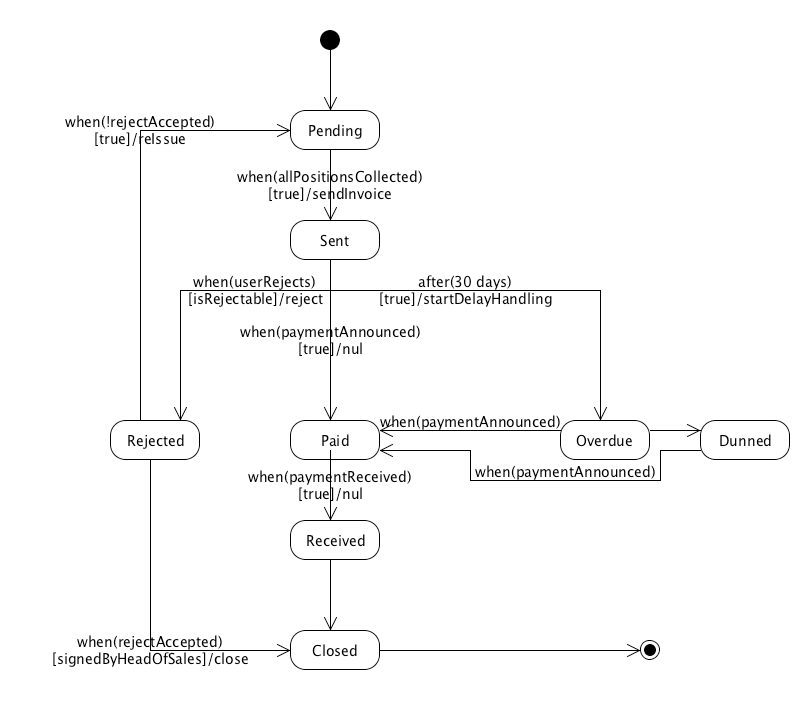 when(!rejectAccepted)
[true]/reIssue
Pending
when(allPositionsCollected)
[true]/sendInvoice
Sent
when(userRejects)
[isRejectable]/reject
after(30 days)
[true]/startDelayHandling
when(paymentAnnounced)
[true]/nul
Rejected
Paid
when(paymentAnnounced)
Overdue
Dunned
when(paymentReceived)
[true]/nul
when(paymentAnnounced)
Received
when(rejectAccepted)
[signedByHeadOfSales]/close
Closed